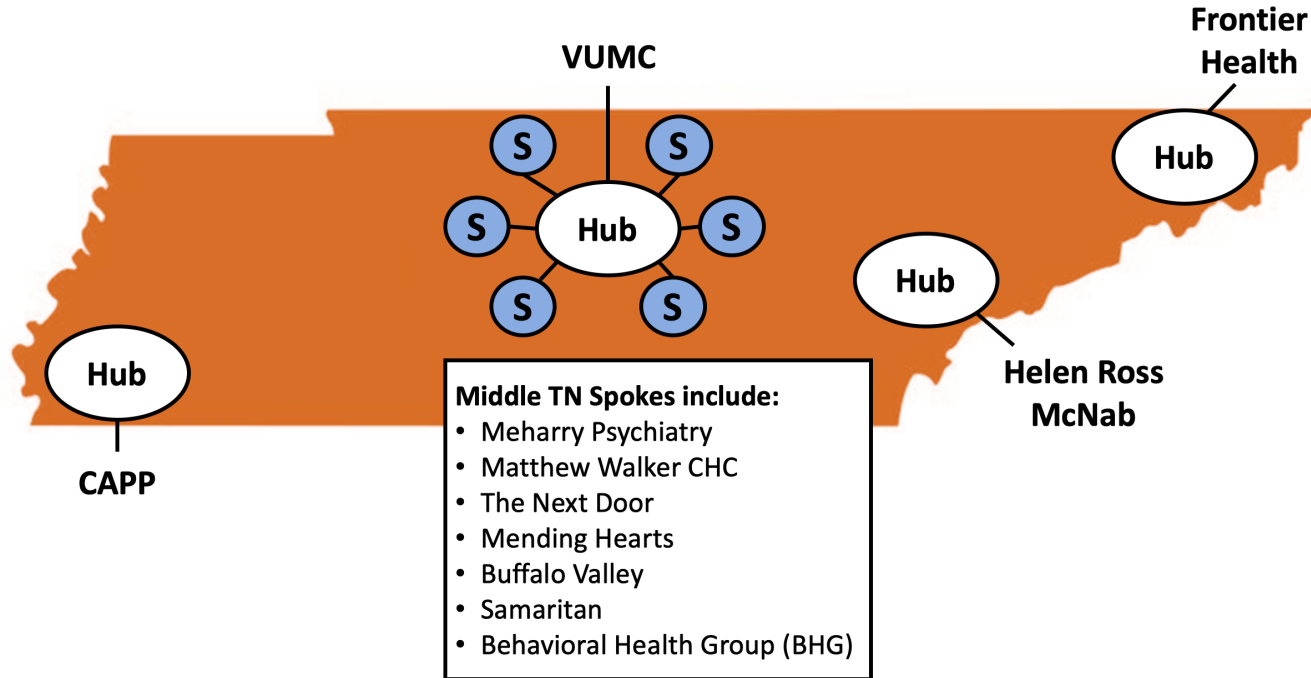 Frontier
Health
VUMC
S
S
Hub
S
Hub
S
Hub
S
S
Hub
Helen Ross
McNab
CAPP
Middle TN Spokes include:
• Meharry Psychiatry
• Matthew Walker CHC
• The Next Door
• Mending Hearts
• Buffalo Valley
• Samaritan
• Behavioral Health Group (BHG)